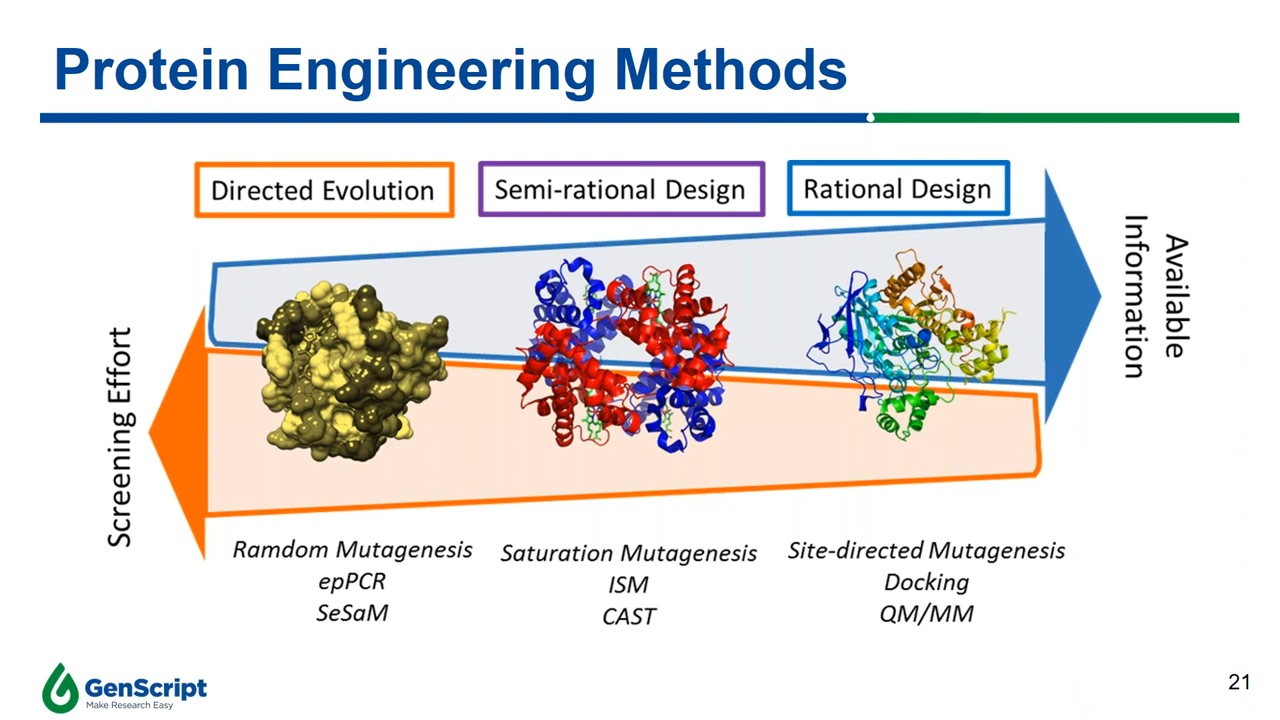 Protein Engineering Methods
Directed Evolution
Semi-rational Design
Rational Design
Available
Information
Screening Effort
Ramdom Mutagenesis
epPCR
SeSaM
Saturation Mutagenesis
ISM
CAST
Site-directed Mutagenesis
Docking
QM/MM
GenScript
Make Research Easy
21